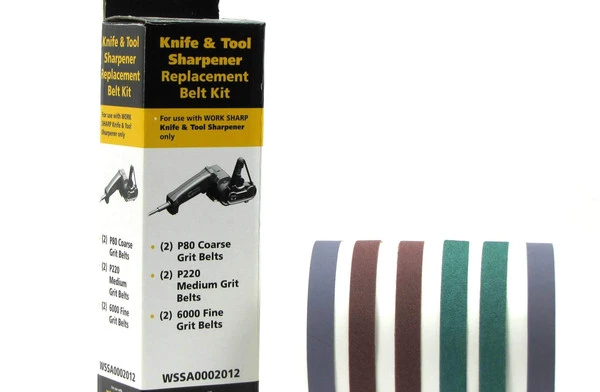 Knife & Tool
Sharpener
Replacement
Belt Kit
For use with WORK
SHARP Knife & Tool
Sharpener only
(2) P80 Coarse
Grit Belts
(2) P220
Medium
Grit Belts
(2) 6000 Fine
Grit Belts
WSSA0002012
Knife & Tool
Sharpener
Replacement
Belt Kit
• For use with WORK SHARP
Knife & Tool Sharpener
only
• (2) P80 Coarse
Grit Belts
• (2) P220
Medium Grit
Belts
• (2) 6000 Fine
Grit Belts
WSSA0002012